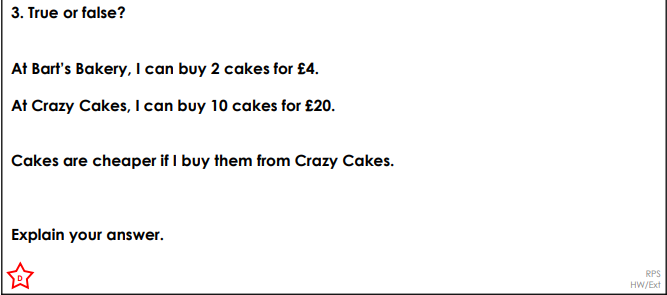 3. True or false?
At Bart's Bakery, I can buy 2 cakes for £4.
At Crazy Cakes, I can buy 10 cakes for £20.
Cakes are cheaper if I buy them from Crazy Cakes.
Explain your answer.
D
RPS
HW/Ext